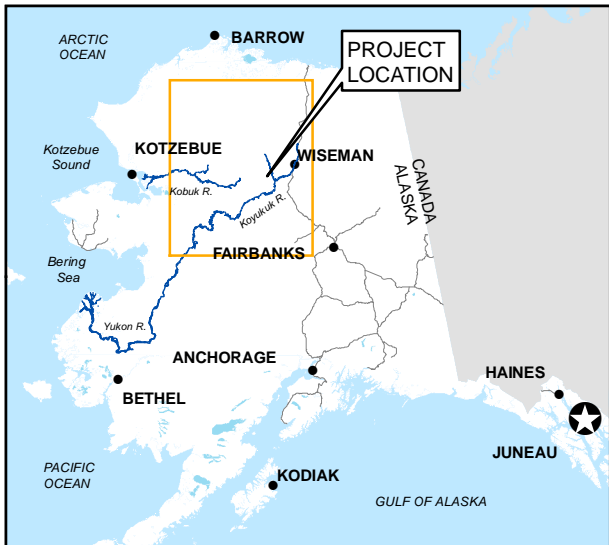 ARCTIC
OCEAN
BARROW
PROJECT
LOCATION
Kotzebue
Sound
KOTZEBUE
WISEMAN
Kobuk R.
Koyukuk R.
CANADA
ALASKA
Bering
Sea
FAIRBANKS
Yukon R.
ANCHORAGE
BETHEL
HAINES
JUNEAU
PACIFIC
OCEAN
KODIAK
GULF OF ALASKA